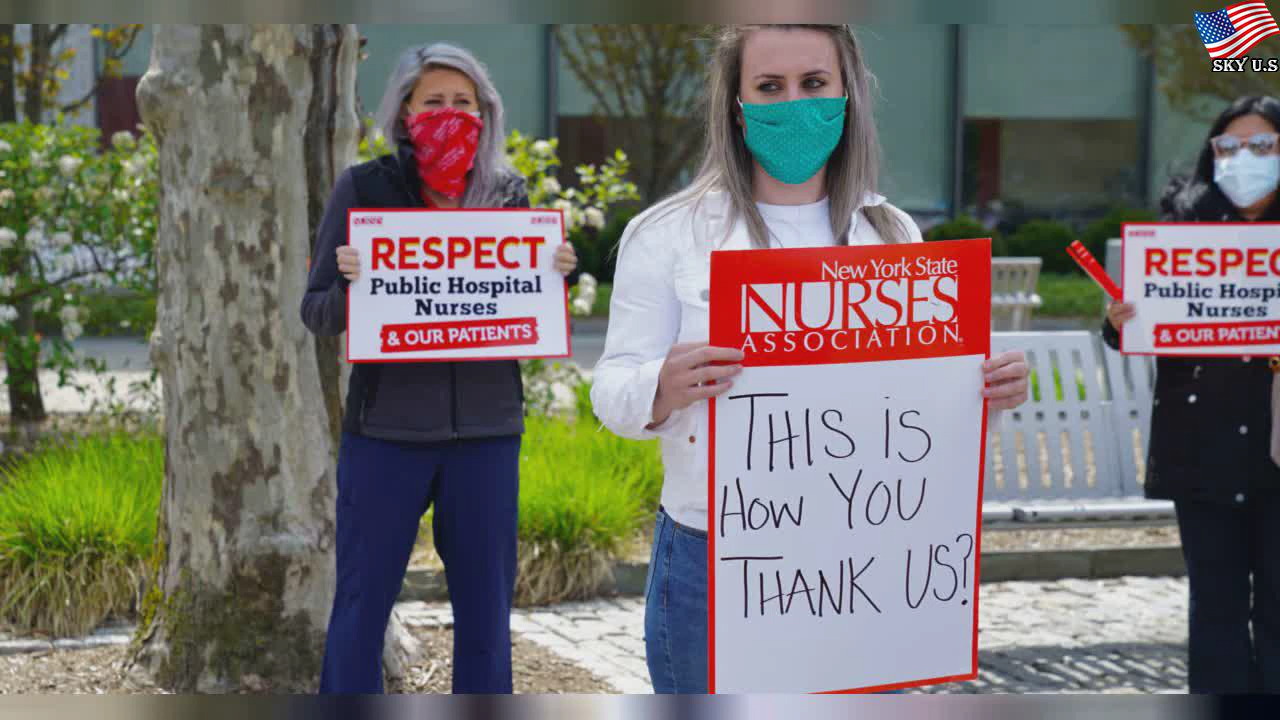 SKY U.S
RESPECT
Public Hospital
Nurses
& OUR PATIENTS
New York State
NURSES
ASSOCIATION
THIS is
HOW YOU
THANK US?
RESPEC
Public Hospi
Nurses
& OUR PATIEN